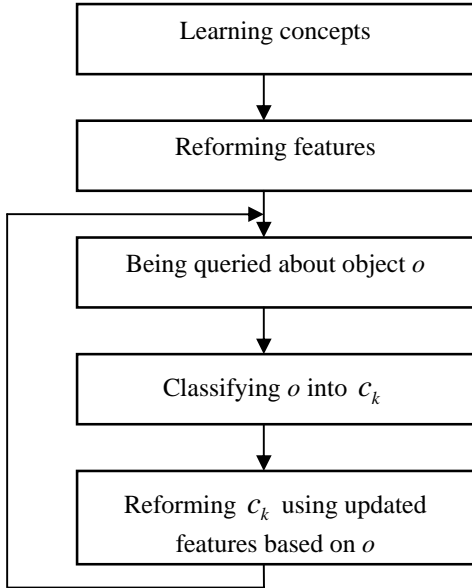 Learning concepts
Reforming features
Being queried about object o
Classifying o into c_k
Reforming c_k using updated
features based on o